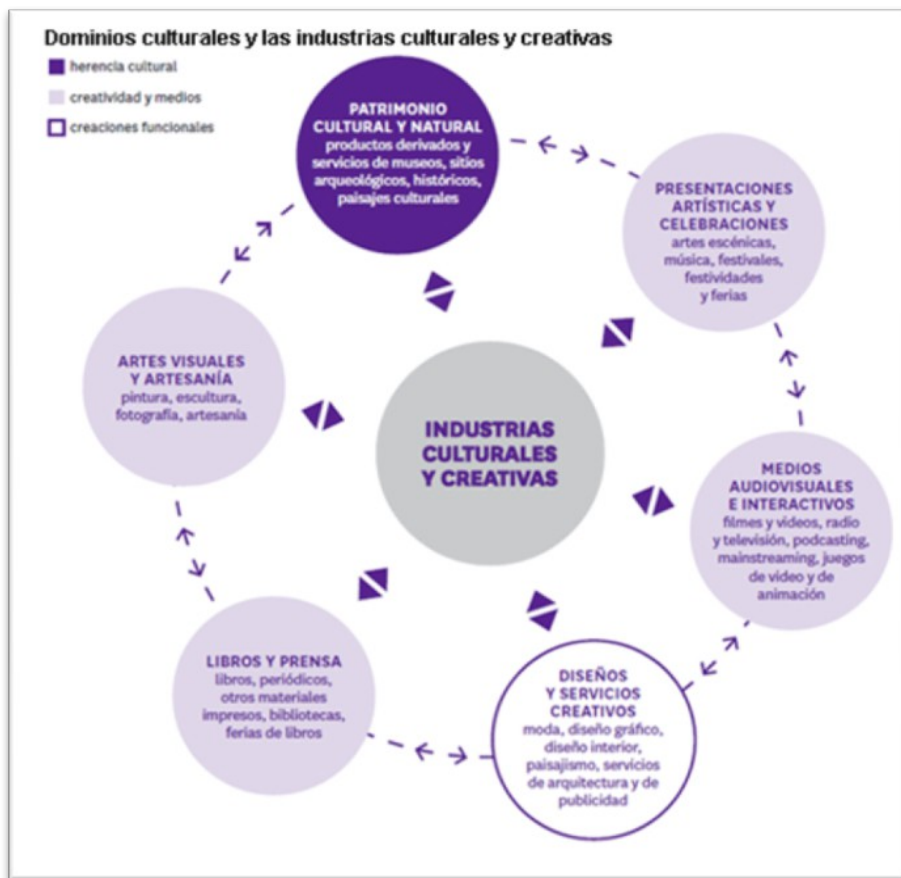 Dominios culturales y las industrias culturales y creativas
herencia cultural
creatividad y medios
creaciones funcionales
PATRIMONIO
CULTURAL Y NATURAL
productos derivados y
servicios de museos, sitios
arqueológicos, históricos,
paisajes culturales
PRESENTACIONES
ARTÍSTICAS Y
CELEBRACIONES
artes escénicas,
música, festivales,
festividades
y ferias
ARTES VISUALES
Y ARTESANÍA
pintura, escultura,
fotografía, artesanía
INDUSTRIAS
CULTURALES
Y CREATIVAS
MEDIOS
AUDIOVISUALES
E INTERACTIVOS
filmes y videos, radio
y televisión, podcasting,
mainstreaming, juegos
de video y de
animación
LIBROS Y PRENSA
libros, periódicos,
otros materiales
impresos, bibliotecas,
ferias de libros
DISEÑOS
Y SERVICIOS
CREATIVOS
moda, diseño gráfico,
diseño interior,
paisajismo, servicios
de arquitectura y de
publicidad